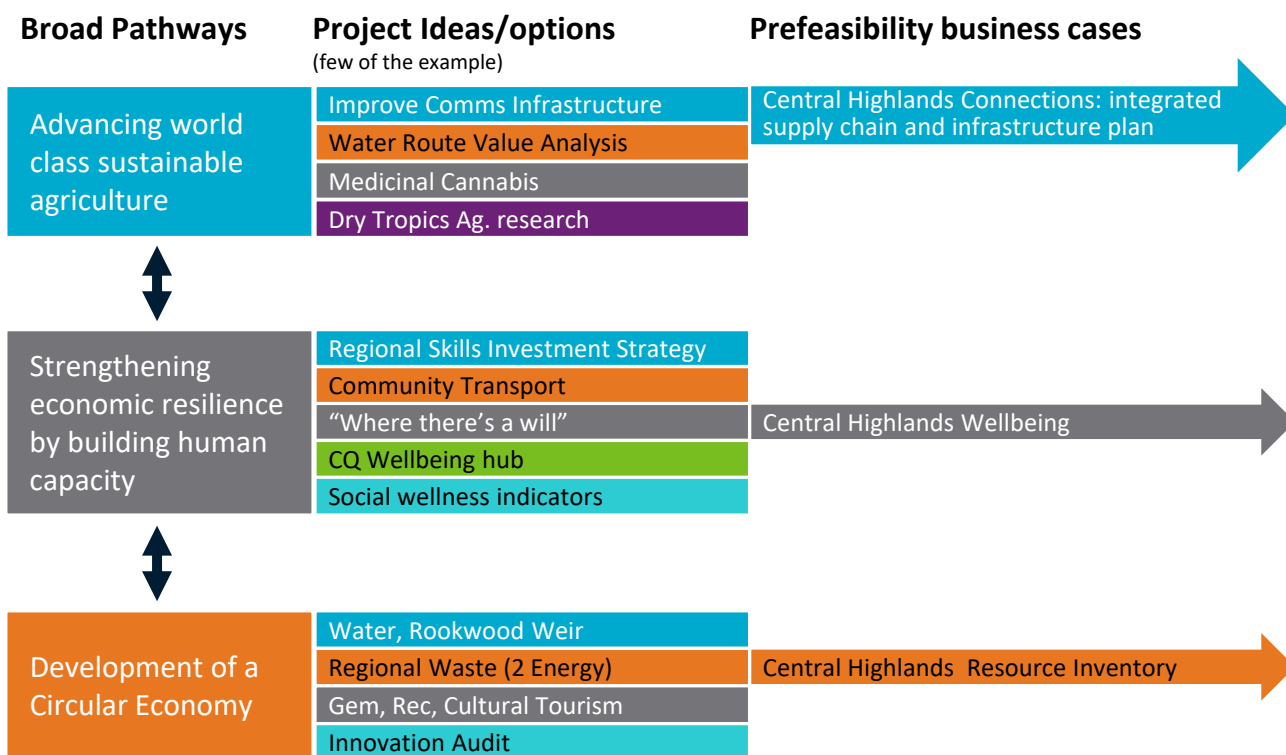 Broad Pathways
Project Ideas/options
(few of the example)
Prefeasibility business cases
Advancing world
class sustainable
agriculture
Improve Comms Infrastructure
Water Route Value Analysis
Medicinal Cannabis
Dry Tropics Ag. research
Central Highlands Connections: integrated
supply chain and infrastructure plan
Strengthening
economic resilience
by building human
capacity
Regional Skills Investment Strategy
Community Transport
“Where there’s a will”
CQ Wellbeing hub
Social wellness indicators
Central Highlands Wellbeing
Development of a
Circular Economy
Water, Rookwood Weir
Regional Waste (2 Energy)
Gem, Rec, Cultural Tourism
Innovation Audit
Central Highlands  Resource Inventory